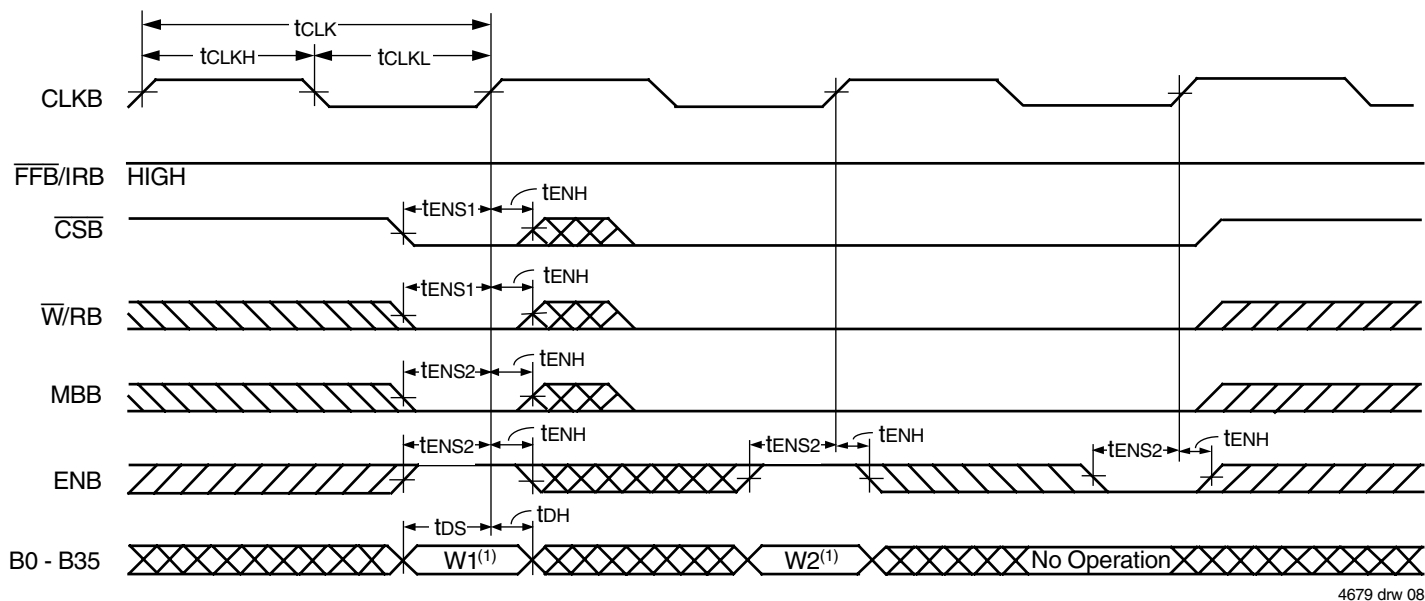 tCLK
tCLKH tCLKL
CLKB
FFB/IRB HIGH
tENS1 tENH
CSB
tENS1 tENH
W/RB
tENS2 tENH
MBB
tENS2 tENH tENS2 tENH tENS2 tENH
ENB
tDS tDH
B0 - B35 W1(1) W2(1) No Operation
4679 drw 08